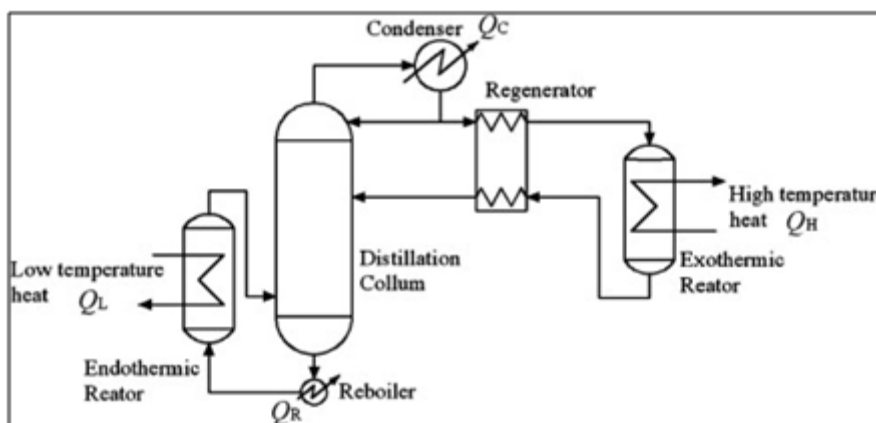 Condenser
Qc
Regenerator
High temperatur
heat QH
Exothermic
Reator
Distillation
Collum
Low temperature
heat QL
Endothermic
Reator
Reboiler
QR